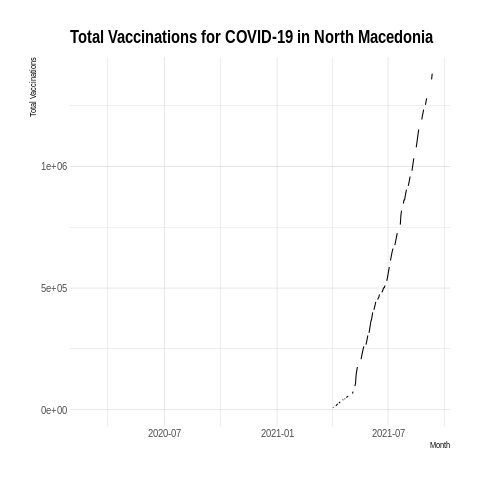 Total Vaccinations for COVID-19 in North Macedonia
Total Vaccinations
1e+06
5e+05
0e+00
2020-07
2021-01
2021-07
Month